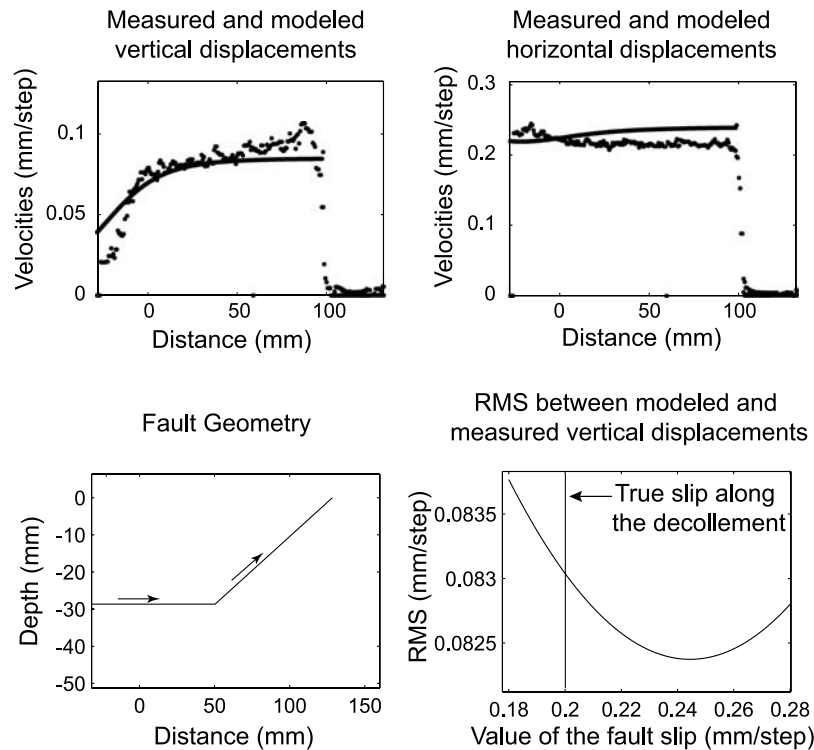 Measured and modeled
vertical displacements
Velocities (mm/step)
0.1
0.05
0
0
50
100
Distance (mm)
Measured and modeled
horizontal displacements
Velocities (mm/step)
0.3
0.2
0.1
0
0
50
100
Distance (mm)
Fault Geometry
Depth (mm)
0
-10
-20
-30
-40
-50
0
50
100
150
Distance (mm)
RMS between modeled and
measured vertical displacements
RMS (mm/step)
0.0835
0.083
0.0825
True slip along
the decollement
0.18
0.2
0.22
0.24
0.26
0.28
Value of the fault slip (mm/step)